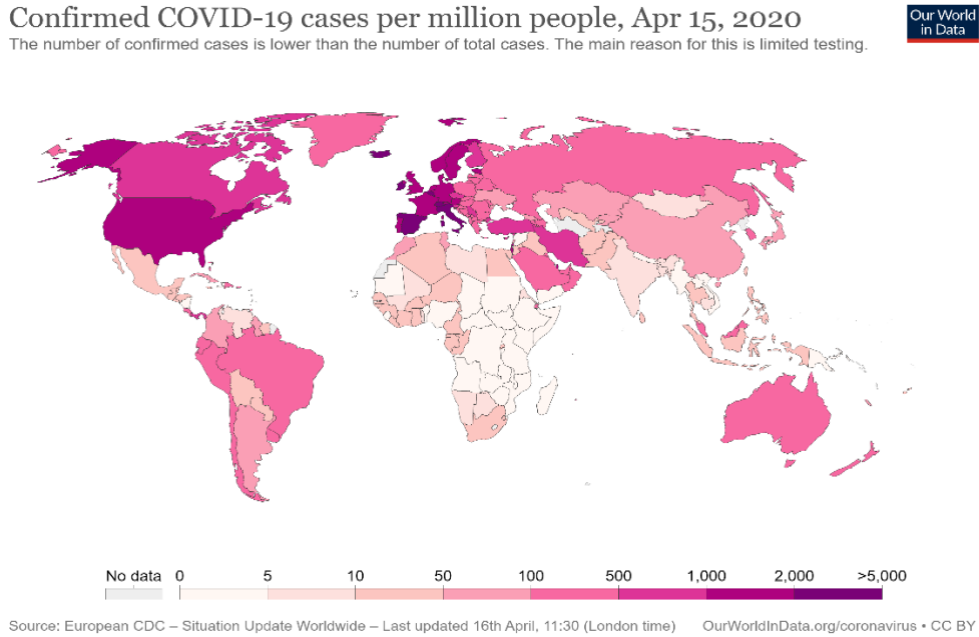 Confirmed COVID-19 cases per million people, Apr 15, 2020
Our World
in Data
The number of confirmed cases is lower than the number of total cases. The main reason for this is limited testing.
No data 0 5 10 50 100 500 1,000 2,000 >5,000
Source: European CDC – Situation Update Worldwide – Last updated 16th April, 11:30 (London time) OurWorldInData.org/coronavirus • CC BY